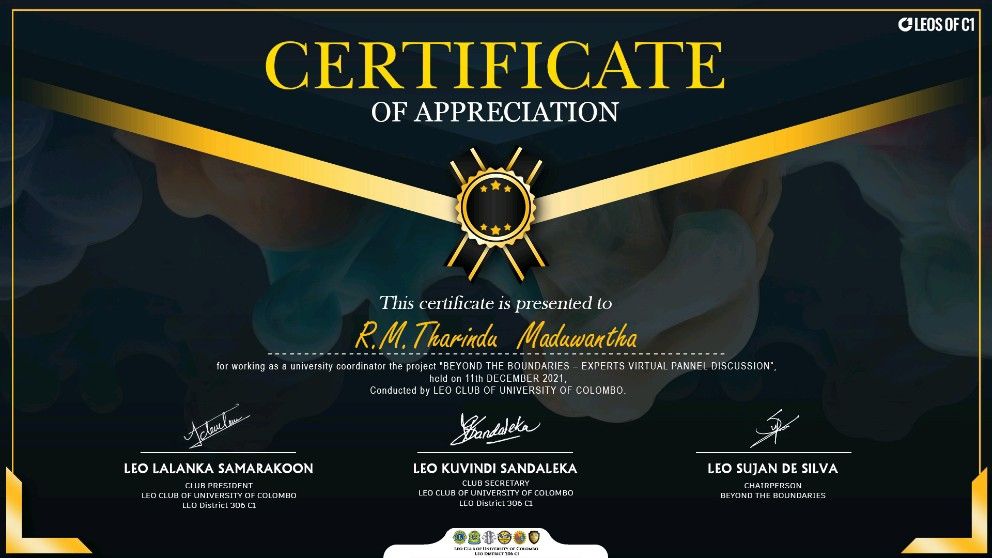 LEOS OF C1
CERTIFICATE
OF APPRECIATION
This certificate is presented to
R.M.Tharindu Maduwantha
for working as a university coordinator the project "BEYOND THE BOUNDARIES – EXPERTS VIRTUAL PANNEL DISCUSSION",
held on 11th DECEMBER 2021,
Conducted by LEO CLUB OF UNIVERSITY OF COLOMBO.
Sandaleka
LEO LALANKA SAMARAKOON
CLUB PRESIDENT
LEO CLUB OF UNIVERSITY OF COLOMBO
LEO District 306 C1
LEO KUVINDI SANDALEKA
CLUB SECRETARY
LEO CLUB OF UNIVERSITY OF COLOMBO
LEO District 306 C1
LEO SUJAN DE SILVA
CHAIRPERSON
BEYOND THE BOUNDARIES
LEO CLUB OF UNIVERSITY OF COLOMBO
LEO DISTRICT 306 C1